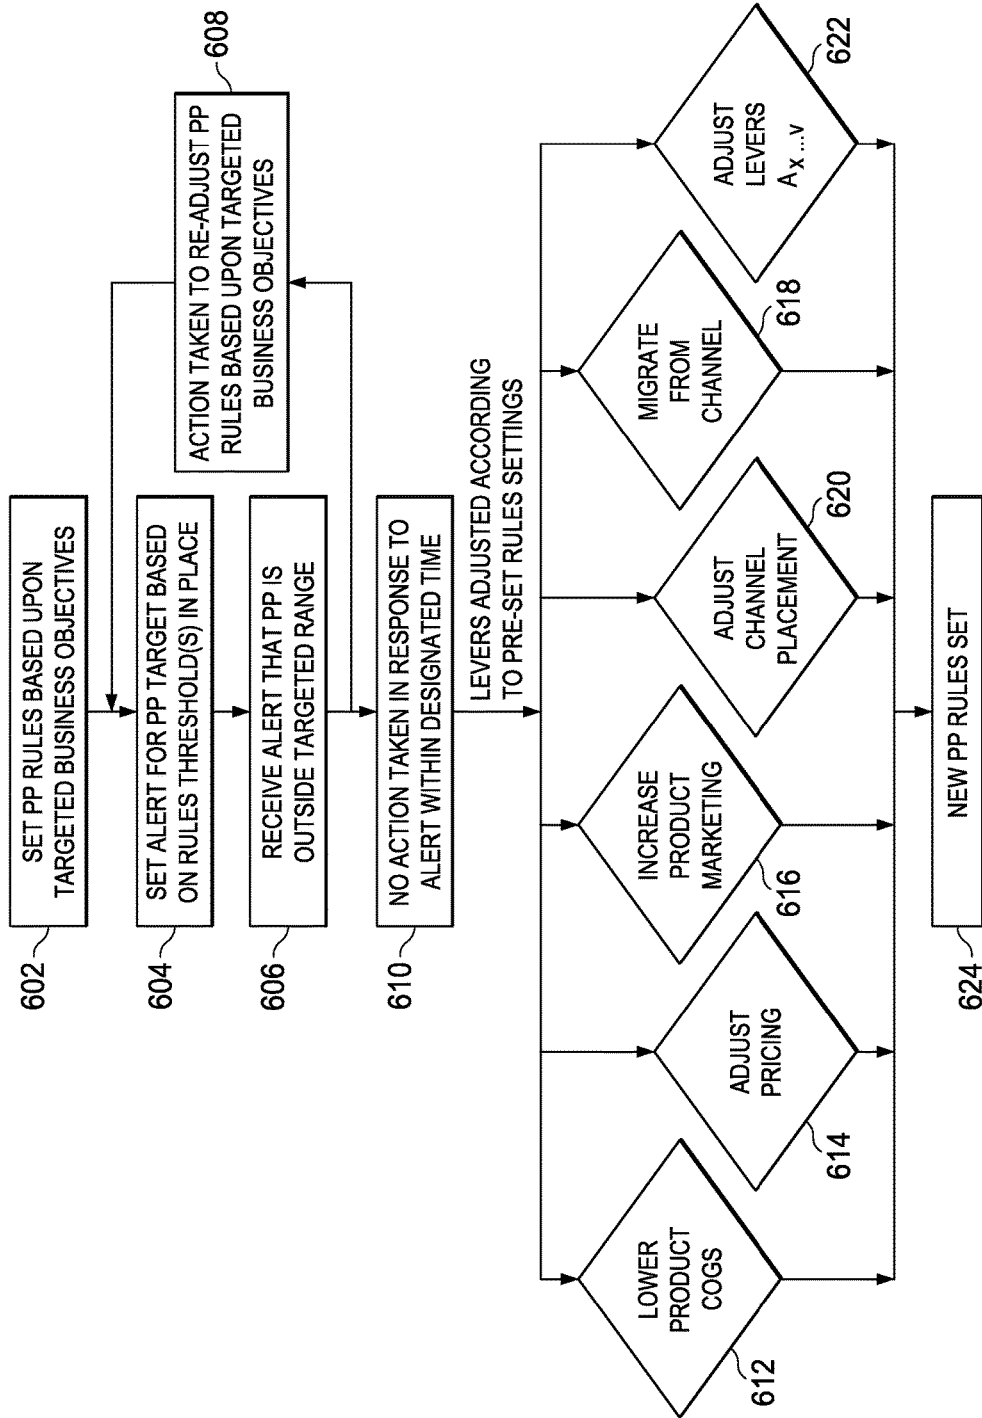 SET PP RULES BASED UPON
TARGETED BUSINESS OBJECTIVES
602
SET ALERT FOR PP TARGET BASED
ON RULES THRESHOLD(S) IN PLACE
604
RECEIVE ALERT THAT PP IS
OUTSIDE TARGETED RANGE
606
ACTION TAKEN TO RE-ADJUST PP
RULES BASED UPON TARGETED
BUSINESS OBJECTIVES
608
NO ACTION TAKEN IN RESPONSE TO
ALERT WITHIN DESIGNATED TIME
610
LEVERS ADJUSTED ACCORDING
TO PRE-SET RULES SETTINGS
LOWER
PRODUCT
COGS
612
ADJUST
PRICING
614
INCREASE
PRODUCT
MARKETING
616
ADJUST
CHANNEL
PLACEMENT
620
MIGRATE
FROM
CHANNEL
618
ADJUST
LEVERS
Ax...v
622
NEW PP RULES SET
624